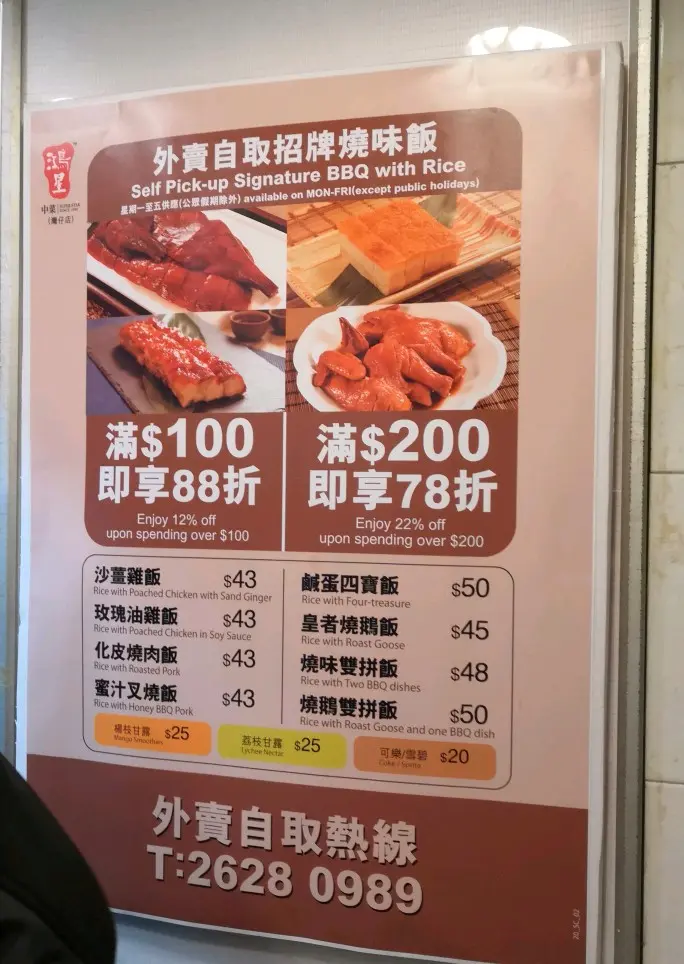 外賣自取招牌燒味飯
Self Pick-up Signature BBQ with Rice
星期一至五供應(公眾假期除外) available on MON-FRI(except public holidays)
鴻星
中菜
(灣仔店)
滿$100
即享88折
Enjoy 12% off
upon spending over $100
滿$200
即享78折
Enjoy 22% off
upon spending over $200
沙薑雞飯 $43
Rice with Poached Chicken with Sand Ginger
玫瑰油雞飯 $43
Rice with Poached Chicken in Soy Sauce
化皮燒肉飯 $43
Rice with Roasted Pork
蜜汁叉燒飯 $43
Rice with Honey BBQ Pork
鹹蛋四寶飯 $50
Rice with Four-treasure
皇者燒鵝飯 $45
Rice with Roast Goose
燒味雙拼飯 $48
Rice with Two BBQ dishes
燒鵝雙拼飯 $50
Rice with Roast Goose and one BBQ dish
楊枝甘露 $25
Mango Smoothies
荔枝甘露 $25
Lychee Nectar
可樂/雪碧 $20
Coke / Sprite
外賣自取熱線
T:2628 0989